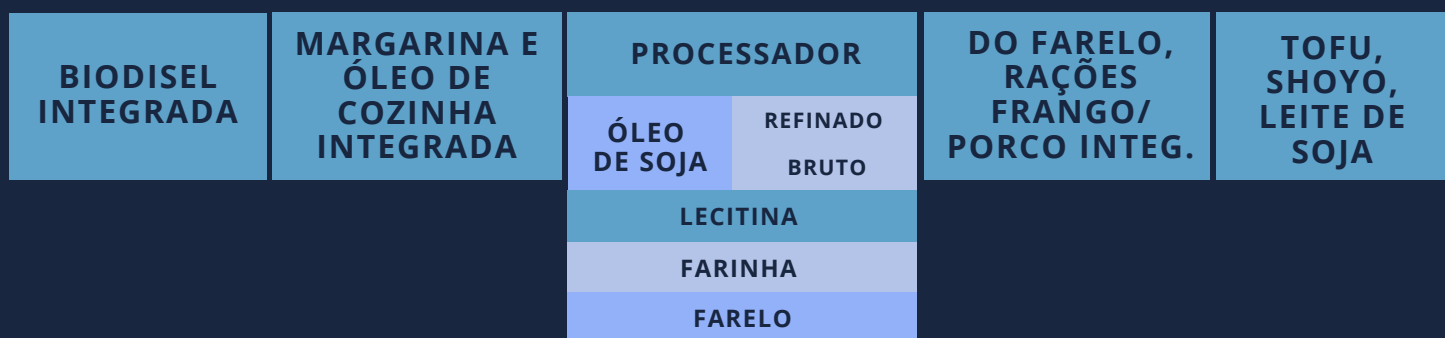 BIODISEL
INTEGRADA
MARGARINA E
ÓLEO DE
COZINHA
INTEGRADA
PROCESSADOR
ÓLEO
DE SOJA
REFINADO
BRUTO
LECITINA
FARINHA
FARELO
DO FARELO,
RAÇÕES
FRANGO/
PORCO INTEG.
TOFU,
SHOYO,
LEITE DE
SOJA